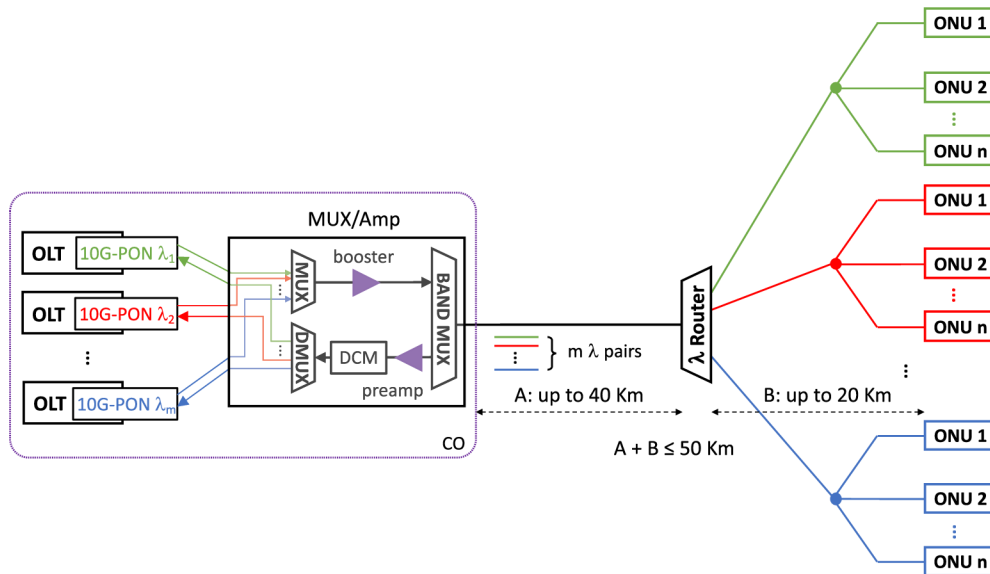 MUX/Amp
OLT
10G-PON λ1
OLT
10G-PON λ2
⋮
OLT
10G-PON λm
MUX
⋮
booster
DMUX
⋮
DCM
preamp
BAND MUX
CO
⋮
m λ pairs
A: up to 40 Km
A + B ≤ 50 Km
λ Router
B: up to 20 Km
ONU 1
ONU 2
⋮
ONU n
ONU 1
ONU 2
⋮
ONU n
⋮
ONU 1
ONU 2
⋮
ONU n